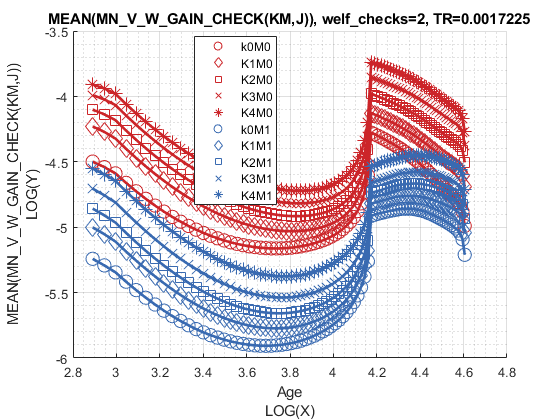 MEAN(MN_V_W_GAIN_CHECK(KM,J)), welf_checks=2, TR=0.0017225
-3.5
-4
-4.5
-5
-5.5
-6
MEAN(MN_V_W_GAIN_CHECK(KM,J))
LOG(Y)
k0M0
K1M0
K2M0
K3M0
K4M0
k0M1
K1M1
K2M1
K3M1
K4M1
2.8 3 3.2 3.4 3.6 3.8 4 4.2 4.4 4.6 4.8
Age
LOG(X)